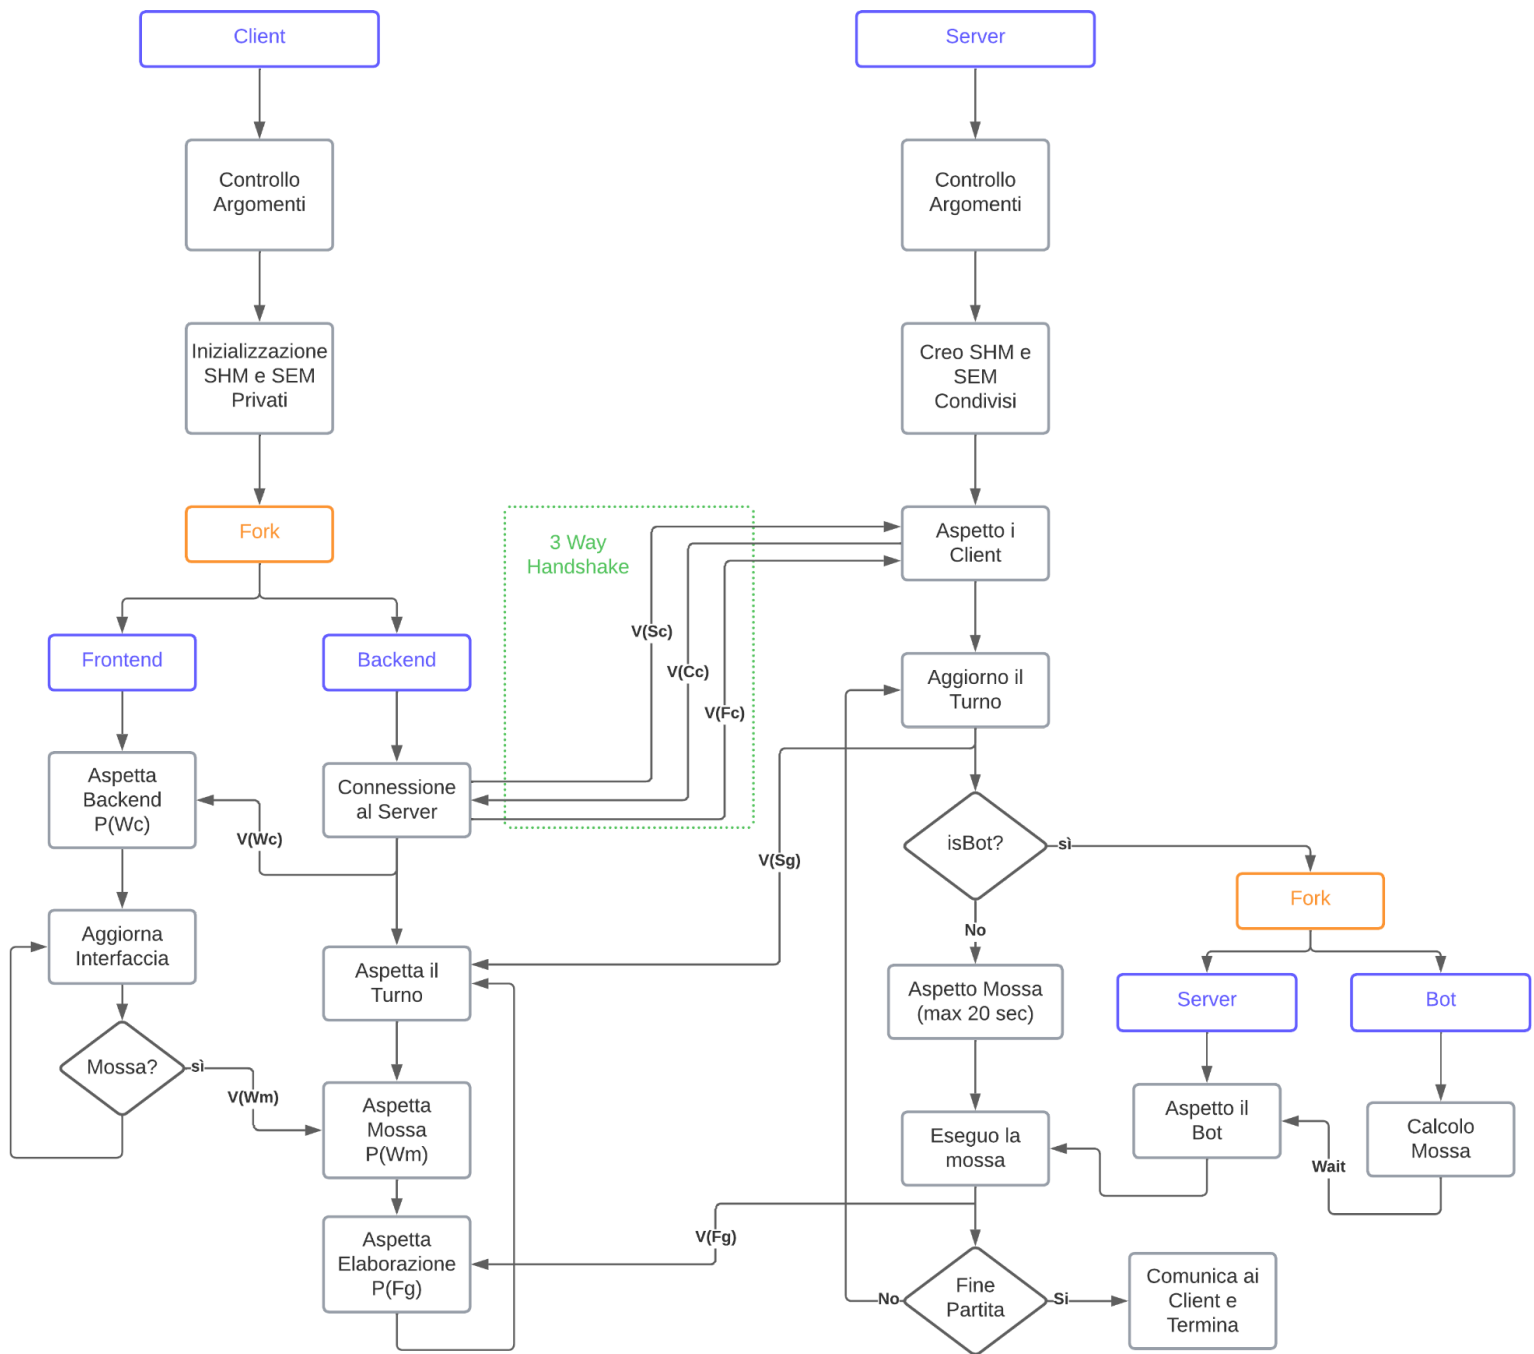 Client
Server
Controllo
Argomenti
Controllo
Argomenti
Inizializzazione
SHM e SEM
Privati
Creo SHM e
SEM
Condivisi
Fork
3 Way
Handshake
Aspetto i
Client
V(Sc)
V(Cc)
V(Fc)
Frontend
Backend
Aggiorno il
Turno
Aspetta
Backend
P(Wc)
V(Wc)
Connessione
al Server
V(Sg)
isBot?
sì
No
Fork
Aggiorna
Interfaccia
Aspetta il
Turno
Aspetto Mossa
(max 20 sec)
Server
Bot
Mossa?
sì
V(Wm)
Aspetta
Mossa
P(Wm)
Eseguo la
mossa
Aspetto il
Bot
Wait
Calcolo
Mossa
Aspetta
Elaborazione
P(Fg)
V(Fg)
No
Fine
Partita
Si
Comunica ai
Client e
Termina